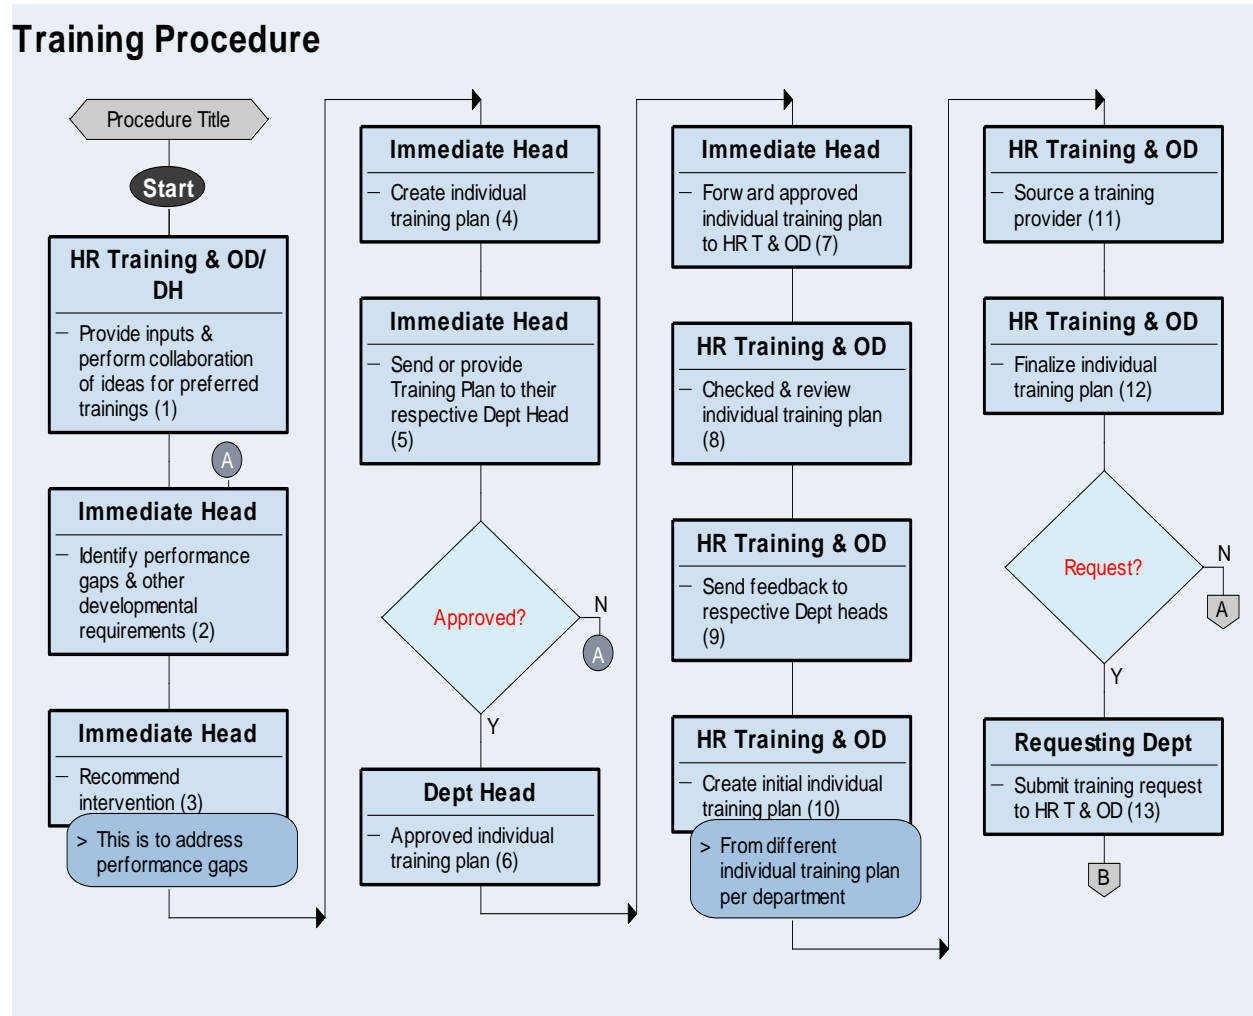 Training Procedure
Procedure Title
Start
HR Training & OD/
DH
– Provide inputs &
perform collaboration
of ideas for preferred
trainings (1)
A
Immediate Head
– Identify performance
gaps & other
developmental
requirements (2)
Immediate Head
– Recommend
intervention (3)
> This is to address
performance gaps
Immediate Head
– Create individual
training plan (4)
Immediate Head
– Send or provide
Training Plan to their
respective Dept Head
(5)
Approved?
N
A
Y
Dept Head
– Approved individual
training plan (6)
Immediate Head
– Forward approved
individual training plan
to HR T & OD (7)
HR Training & OD
– Checked & review
individual training plan
(8)
HR Training & OD
– Send feedback to
respective Dept heads
(9)
HR Training & OD
– Create initial individual
training plan (10)
> From different
individual training plan
per department
HR Training & OD
– Source a training
provider (11)
HR Training & OD
– Finalize individual
training plan (12)
Request?
N
A
Y
Requesting Dept
– Submit training request
to HR T & OD (13)
B